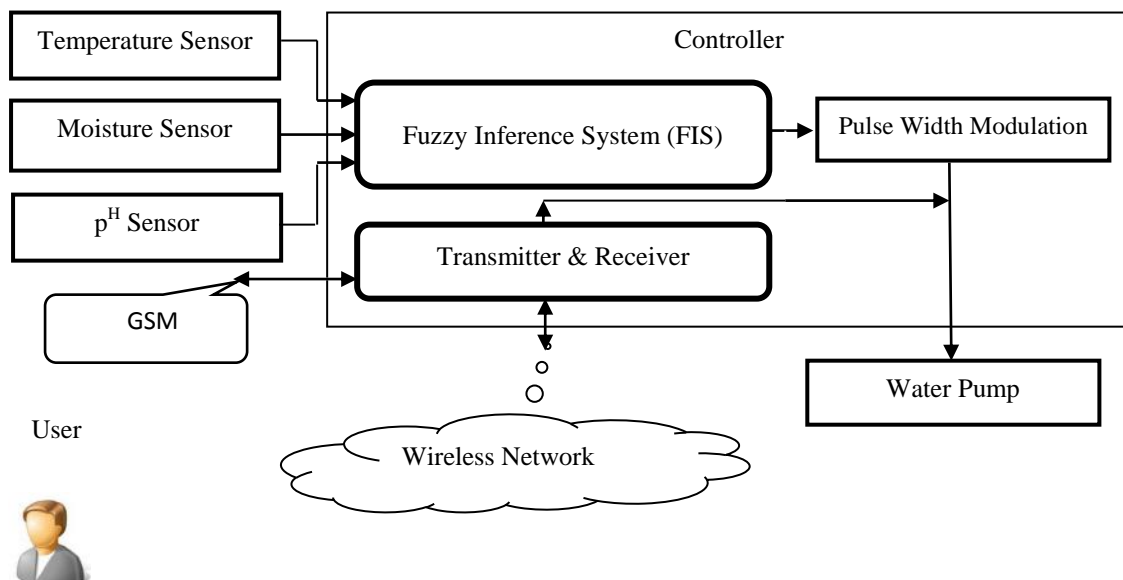 Temperature Sensor
Controller
Moisture Sensor
Fuzzy Inference System (FIS)
Pulse Width Modulation
pᴴ Sensor
Transmitter & Receiver
GSM
Water Pump
User
Wireless Network